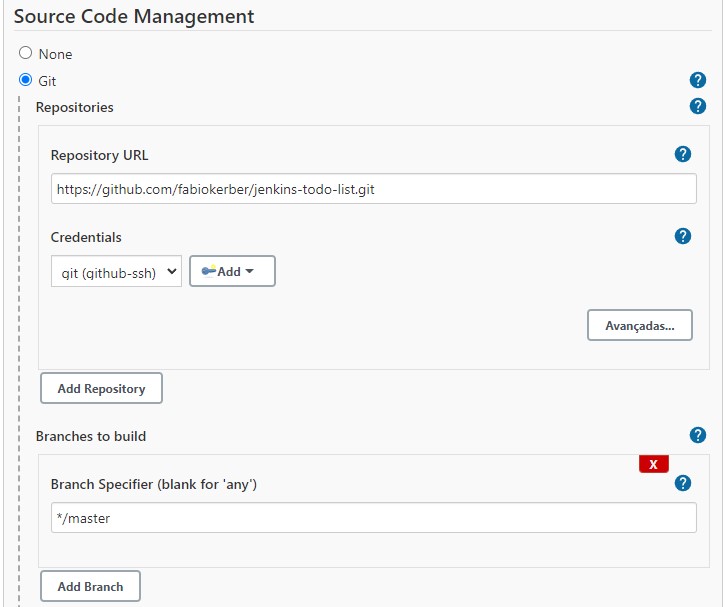 Source Code Management
None
Git
?
Repositories
?
Repository URL
?
https://github.com/fabiokerber/jenkins-todo-list.git
Credentials
?
git (github-ssh)
Add
Avançadas...
Add Repository
Branches to build
?
X
Branch Specifier (blank for 'any')
?
*/master
Add Branch